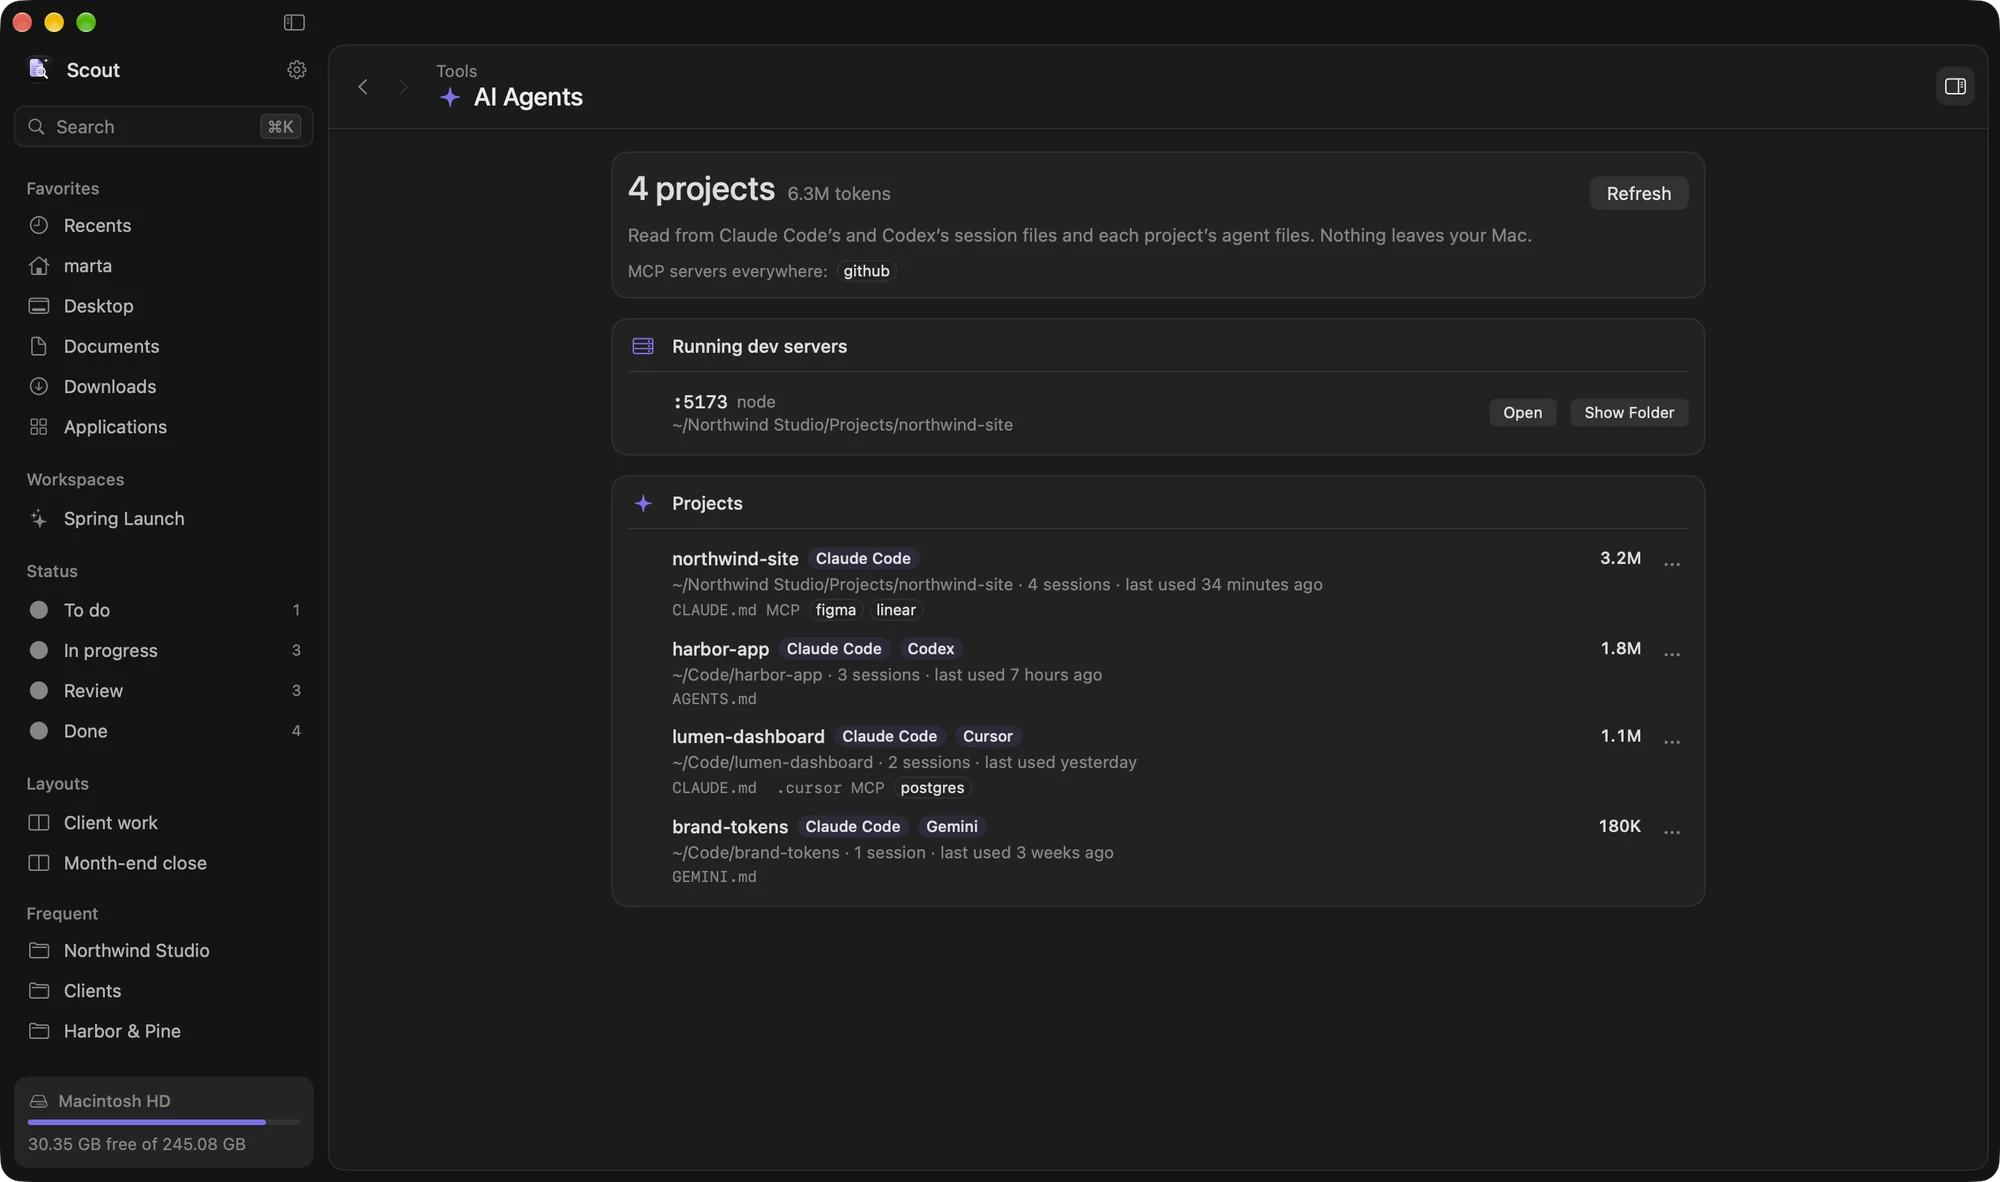 Scout
Search ⌘K
Favorites
Recents
marta
Desktop
Documents
Downloads
Applications
Workspaces
Spring Launch
Status
To do 1
In progress 3
Review 3
Done 4
Layouts
Client work
Month-end close
Frequent
Northwind Studio
Clients
Harbor & Pine
Macintosh HD
30.35 GB free of 245.08 GB
Tools
AI Agents
4 projects 6.3M tokens
Refresh
Read from Claude Code’s and Codex’s session files and each project’s agent files. Nothing leaves your Mac.
MCP servers everywhere: github
Running dev servers
:5173 node
~/Northwind Studio/Projects/northwind-site
Open Show Folder
Projects
northwind-site Claude Code 3.2M ...
~/Northwind Studio/Projects/northwind-site · 4 sessions · last used 34 minutes ago
CLAUDE.md MCP figma linear
harbor-app Claude Code Codex 1.8M ...
~/Code/harbor-app · 3 sessions · last used 7 hours ago
AGENTS.md
lumen-dashboard Claude Code Cursor 1.1M ...
~/Code/lumen-dashboard · 2 sessions · last used yesterday
CLAUDE.md .cursor MCP postgres
brand-tokens Claude Code Gemini 180K ...
~/Code/brand-tokens · 1 session · last used 3 weeks ago
GEMINI.md